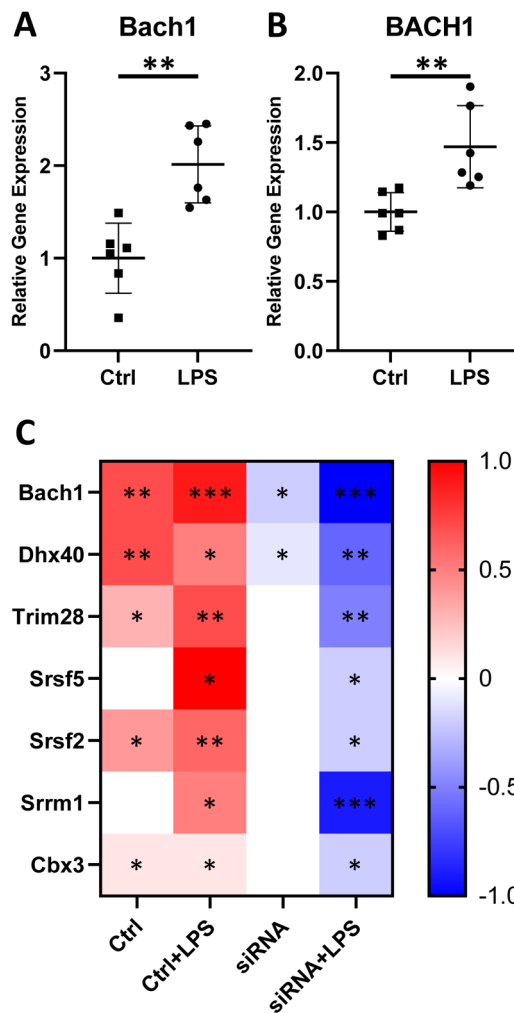 A Bach1
**
Relative Gene Expression
3
2
1
0
Ctrl LPS
B BACH1
**
Relative Gene Expression
2.0
1.5
1.0
0.5
0.0
Ctrl LPS
C
Bach1 ** *** * ***
Dhx40 ** * * **
Trim28 * ** **
Srsf5 * *
Srsf2 * ** *
Srrm1 * ***
Cbx3 * * *
Ctrl
Ctrl+LPS
siRNA
siRNA+LPS
1.0
0.5
0
-0.5
-1.0